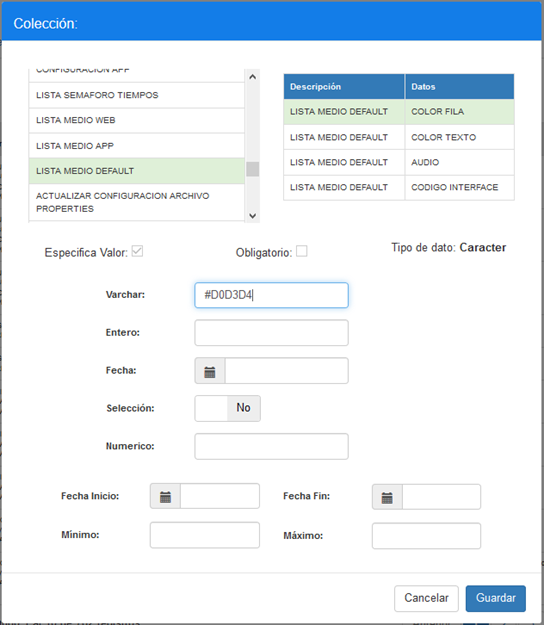 Colección:
CONFIGURACION APP
LISTA SEMAFORO TIEMPOS
LISTA MEDIO WEB
LISTA MEDIO APP
LISTA MEDIO DEFAULT
ACTUALIZAR CONFIGURACION ARCHIVO
PROPERTIES
Descripción Datos
LISTA MEDIO DEFAULT COLOR FILA
LISTA MEDIO DEFAULT COLOR TEXTO
LISTA MEDIO DEFAULT AUDIO
LISTA MEDIO DEFAULT CODIGO INTERFACE
Especifica Valor: Obligatorio: Tipo de dato: Caracter
Varchar: #D0D3D4
Entero:
Fecha:
Selección: No
Numerico:
Fecha Inicio: Fecha Fin:
Mínimo: Máximo:
Cancelar Guardar